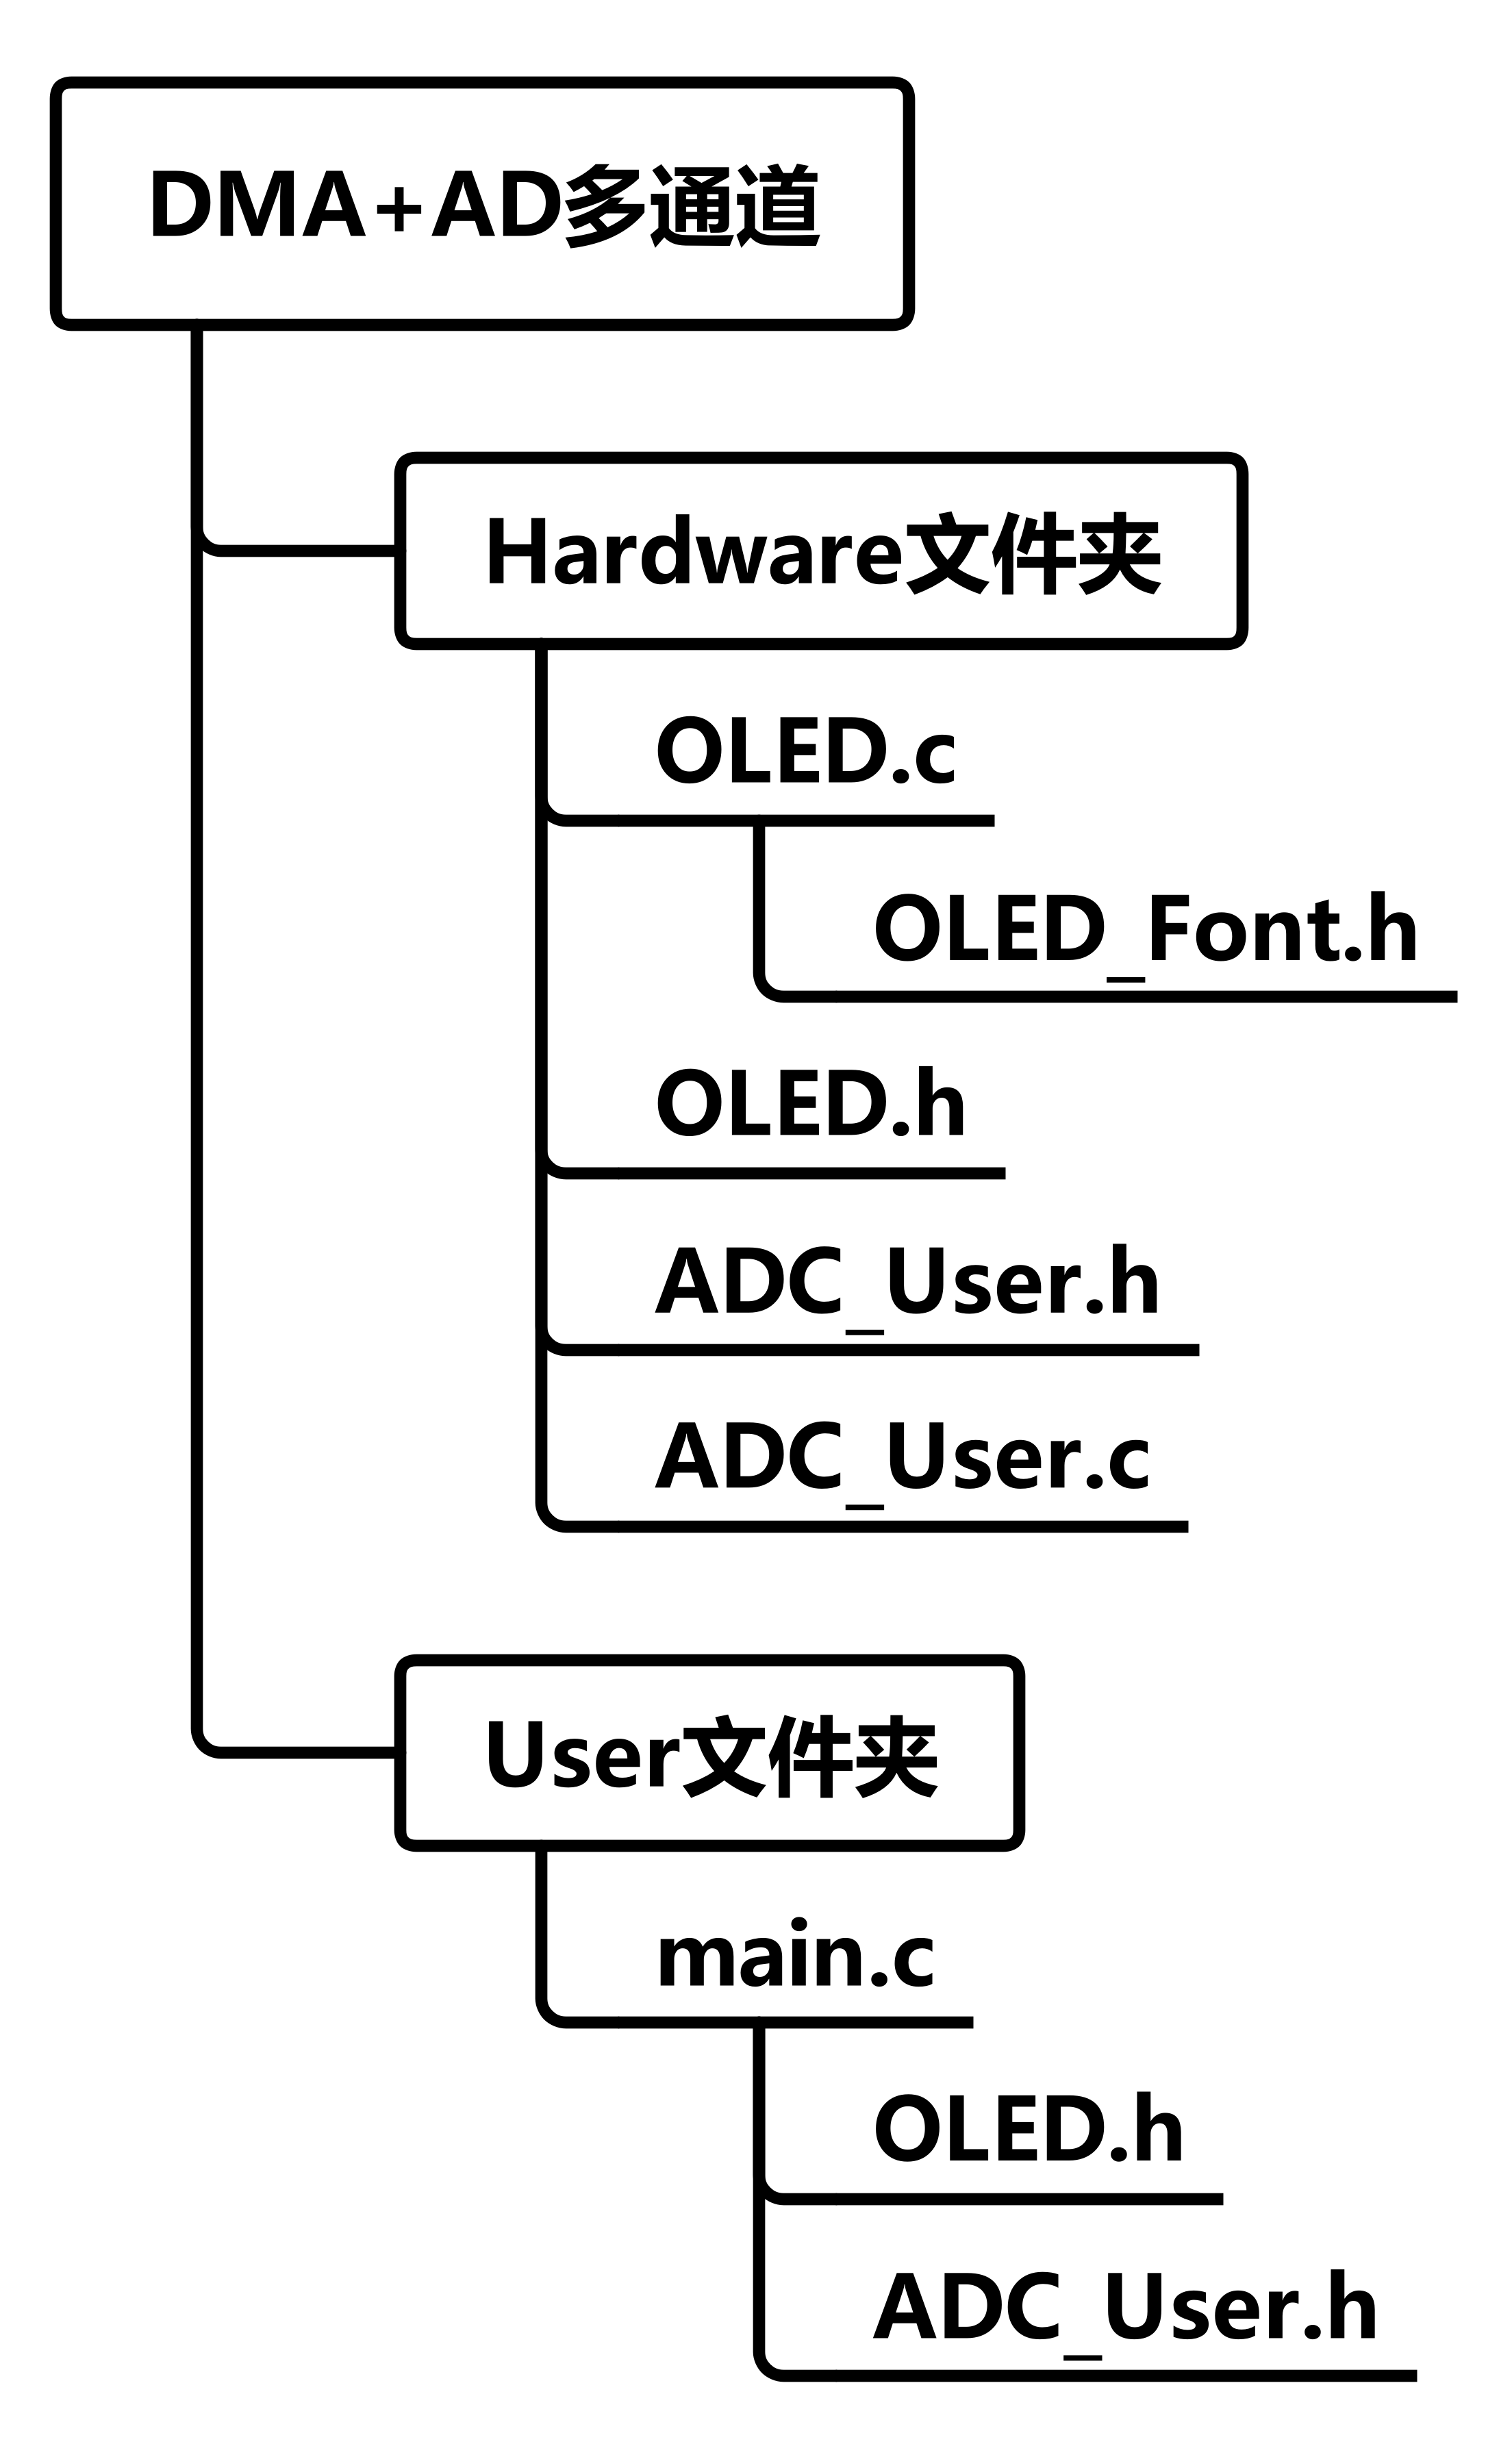 DMA+AD多通道
Hardware文件夹
OLED.c
OLED_Font.h
OLED.h
ADC_User.h
ADC_User.c
User文件夹
main.c
OLED.h
ADC_User.h